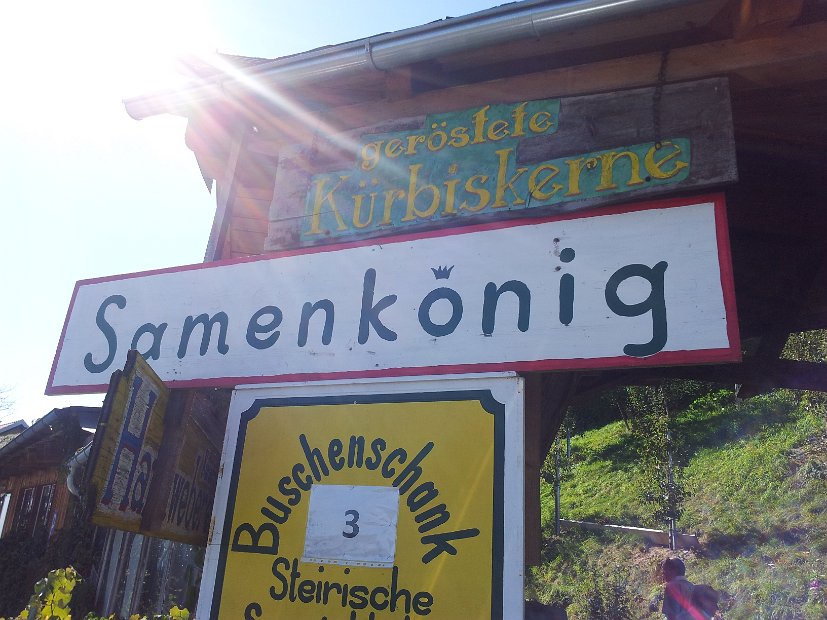 geröstete
Kürbiskerne
Samenkönig
Buschenschank
3
Steirische